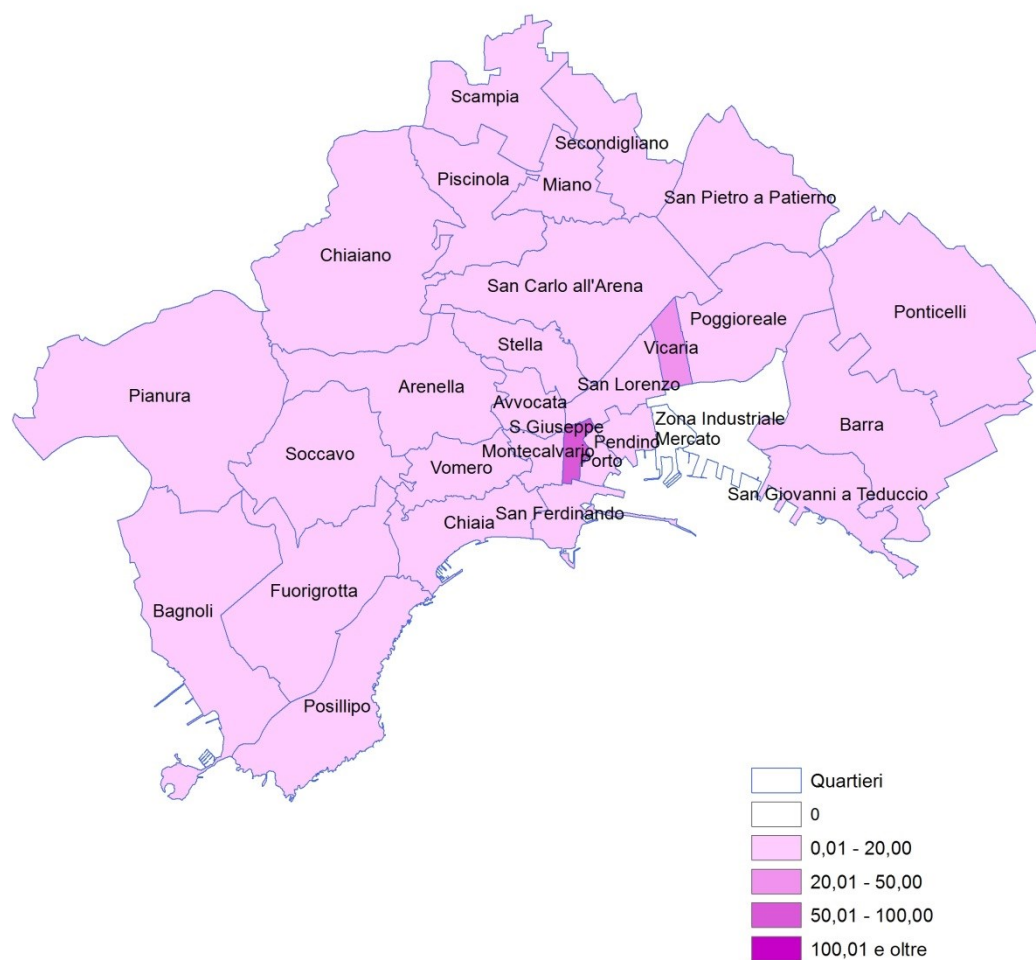 Scampia
Secondigliano
Piscinola
Miano
San Pietro a Patierno
Chiaiano
San Carlo all'Arena
Ponticelli
Poggioreale
Stella
Vicaria
Arenella
San Lorenzo
Pianura
Avvocata
Zona Industriale
S.Giuseppe
Barra
Mercato
Pendino
Montecalvario
Soccavo
Porto
Vomero
San Giovanni a Teduccio
San Ferdinando
Chiaia
Fuorigrotta
Bagnoli
Posillipo
Quartieri
0
0,01 - 20,00
20,01 - 50,00
50,01 - 100,00
100,01 e oltre